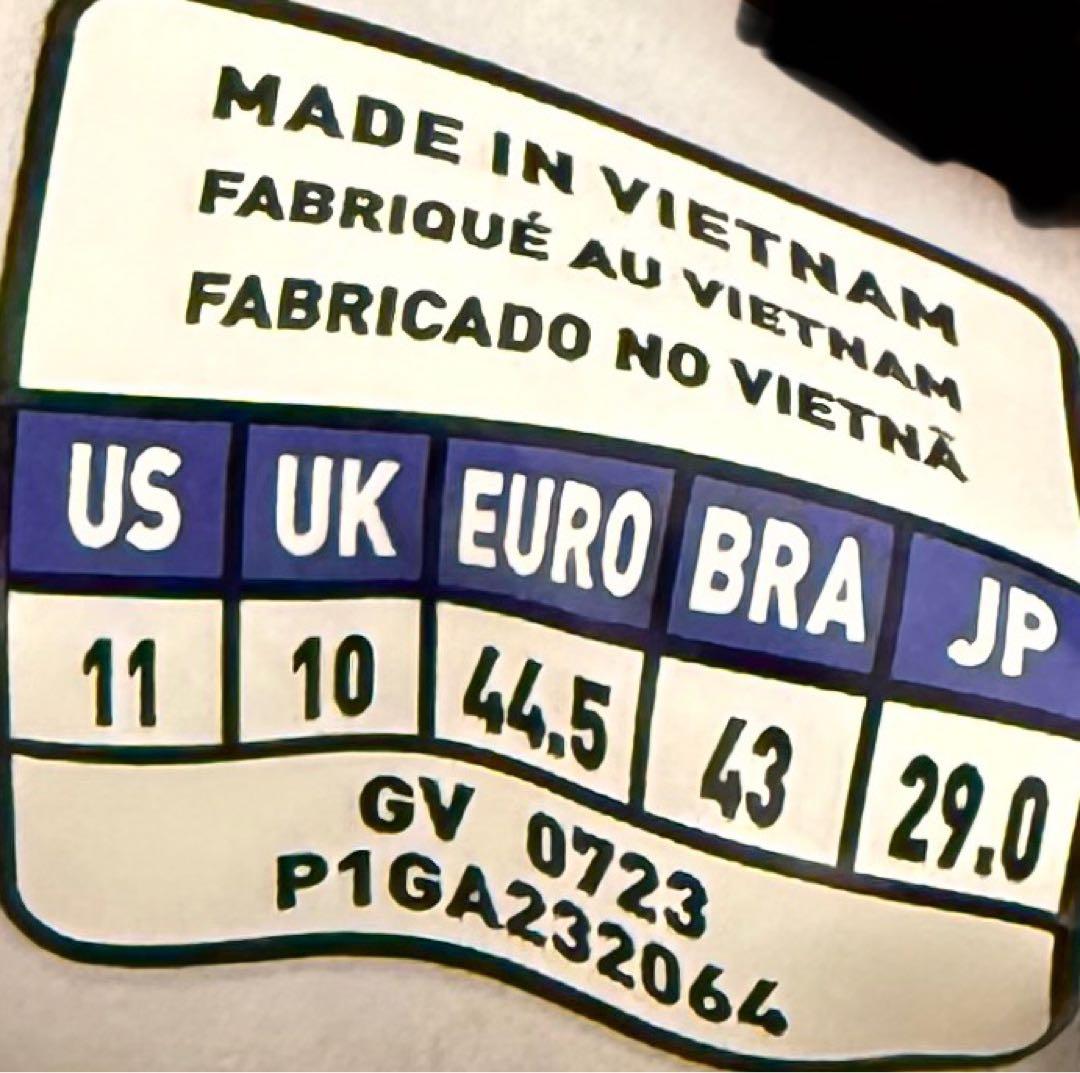 MADE IN VIETNAM
FABRIQUÉ AU VIETNAM
FABRICADO NO VIETNÃ
US UK EURO BRA JP
11 10 44.5 43 29.0
GV 0723
P1GA232064